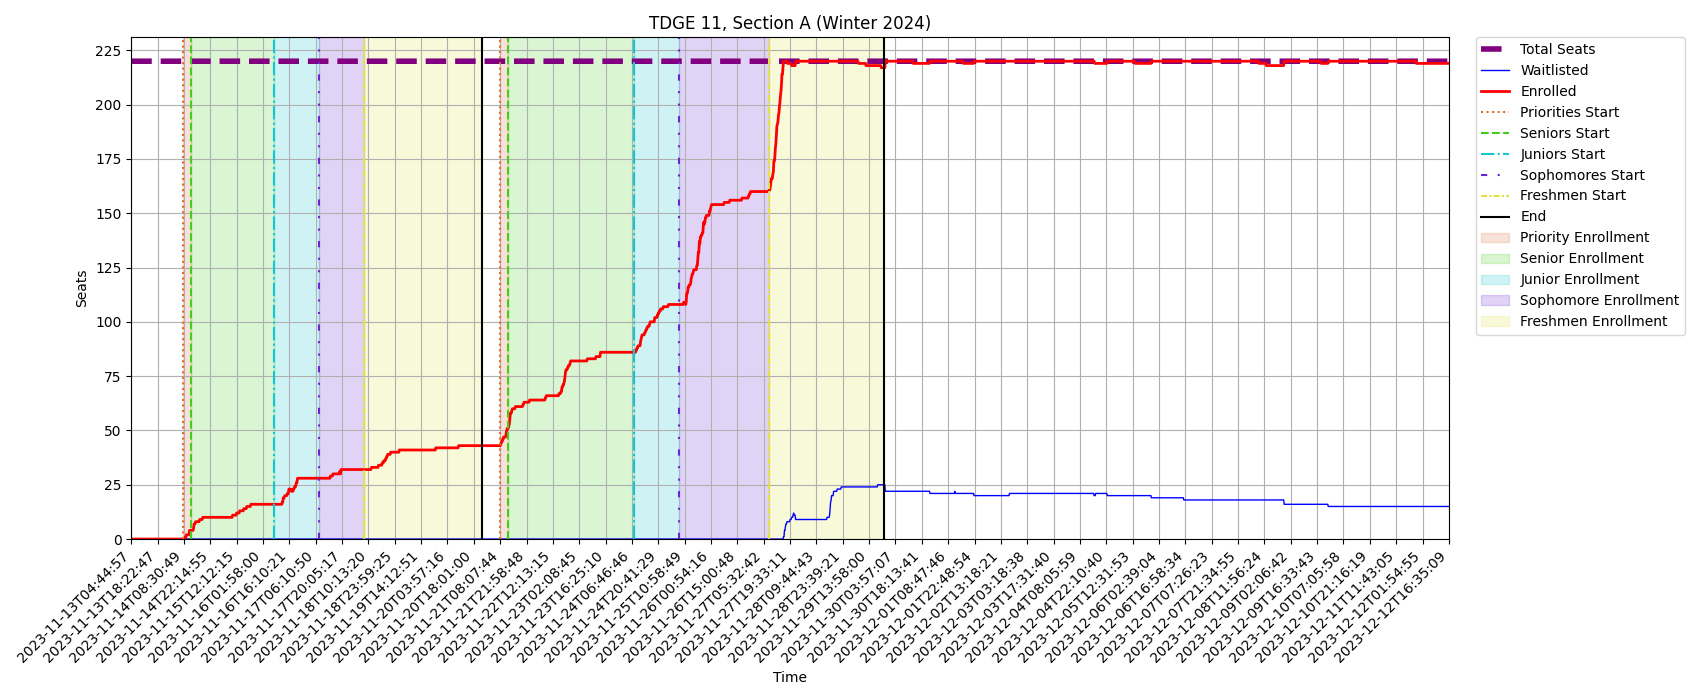 TDGE 11, Section A (Winter 2024)
Seats
225
200
175
150
125
100
75
50
25
0
2023-11-13T04:44:57
2023-11-13T18:22:47
2023-11-14T08:30:49
2023-11-14T22:14:55
2023-11-15T12:12:15
2023-11-16T01:58:00
2023-11-16T16:10:21
2023-11-17T06:10:50
2023-11-17T20:05:17
2023-11-18T10:13:20
2023-11-18T23:59:25
2023-11-19T14:12:51
2023-11-20T03:57:16
2023-11-20T18:01:00
2023-11-21T08:07:44
2023-11-21T21:58:48
2023-11-22T12:13:15
2023-11-23T02:08:45
2023-11-23T16:25:10
2023-11-24T06:46:46
2023-11-24T20:41:29
2023-11-25T10:58:49
2023-11-26T00:54:16
2023-11-26T15:00:48
2023-11-27T05:32:42
2023-11-27T19:33:11
2023-11-28T09:44:43
2023-11-28T23:39:21
2023-11-29T13:58:00
2023-11-30T03:57:07
2023-11-30T18:13:41
2023-12-01T08:47:46
2023-12-01T22:48:54
2023-12-02T13:18:21
2023-12-03T03:18:38
2023-12-03T17:31:40
2023-12-04T08:05:59
2023-12-04T22:10:40
2023-12-05T12:31:53
2023-12-06T02:39:04
2023-12-06T16:58:34
2023-12-07T07:26:23
2023-12-07T21:34:55
2023-12-08T11:56:24
2023-12-09T02:06:42
2023-12-09T16:33:43
2023-12-10T07:05:58
2023-12-10T21:16:19
2023-12-11T11:43:05
2023-12-12T01:54:55
2023-12-12T16:35:09
Time
Total Seats
Waitlisted
Enrolled
Priorities Start
Seniors Start
Juniors Start
Sophomores Start
Freshmen Start
End
Priority Enrollment
Senior Enrollment
Junior Enrollment
Sophomore Enrollment
Freshmen Enrollment